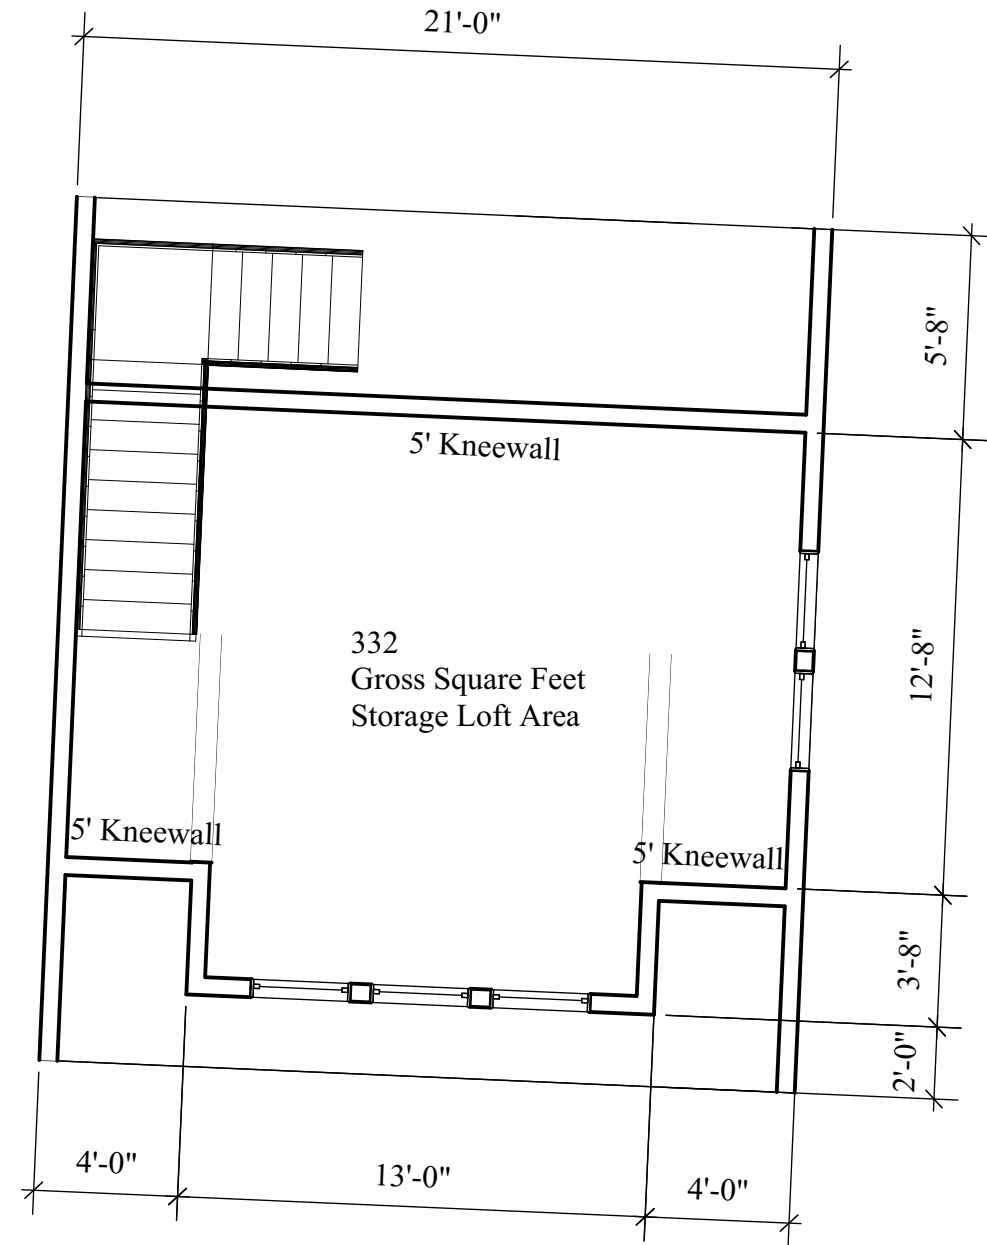 21'-0"
5'-8"
5' Kneewall
12'-8"
332
Gross Square Feet
Storage Loft Area
5' Kneewall
5' Kneewall
3'-8"
2'-0"
4'-0"
13'-0"
4'-0"